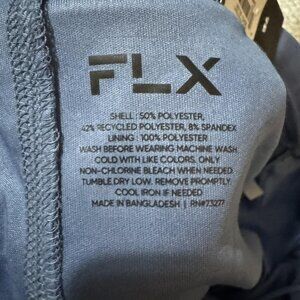 FLX
SHELL : 50% POLYESTER,
42% RECYCLED POLYESTER, 8% SPANDEX
LINING : 100% POLYESTER
WASH BEFORE WEARING MACHINE WASH
COLD WITH LIKE COLORS. ONLY
NON-CHLORINE BLEACH WHEN NEEDED.
TUMBLE DRY LOW. REMOVE PROMPTLY.
COOL IRON IF NEEDED
MADE IN BANGLADESH | RN#73277